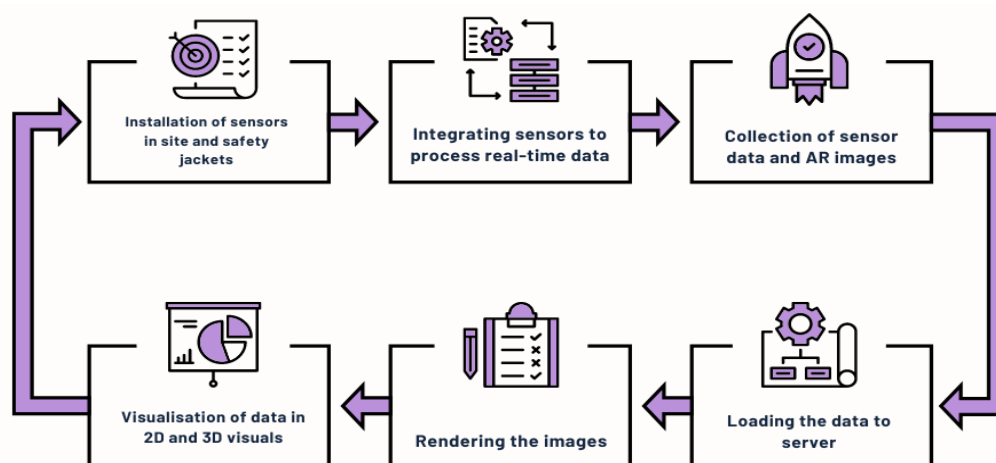 Installation of sensors
in site and safety
jackets
Integrating sensors to
process real-time data
Collection of sensor
data and AR images
Loading the data to
server
Rendering the images
Visualisation of data in
2D and 3D visuals